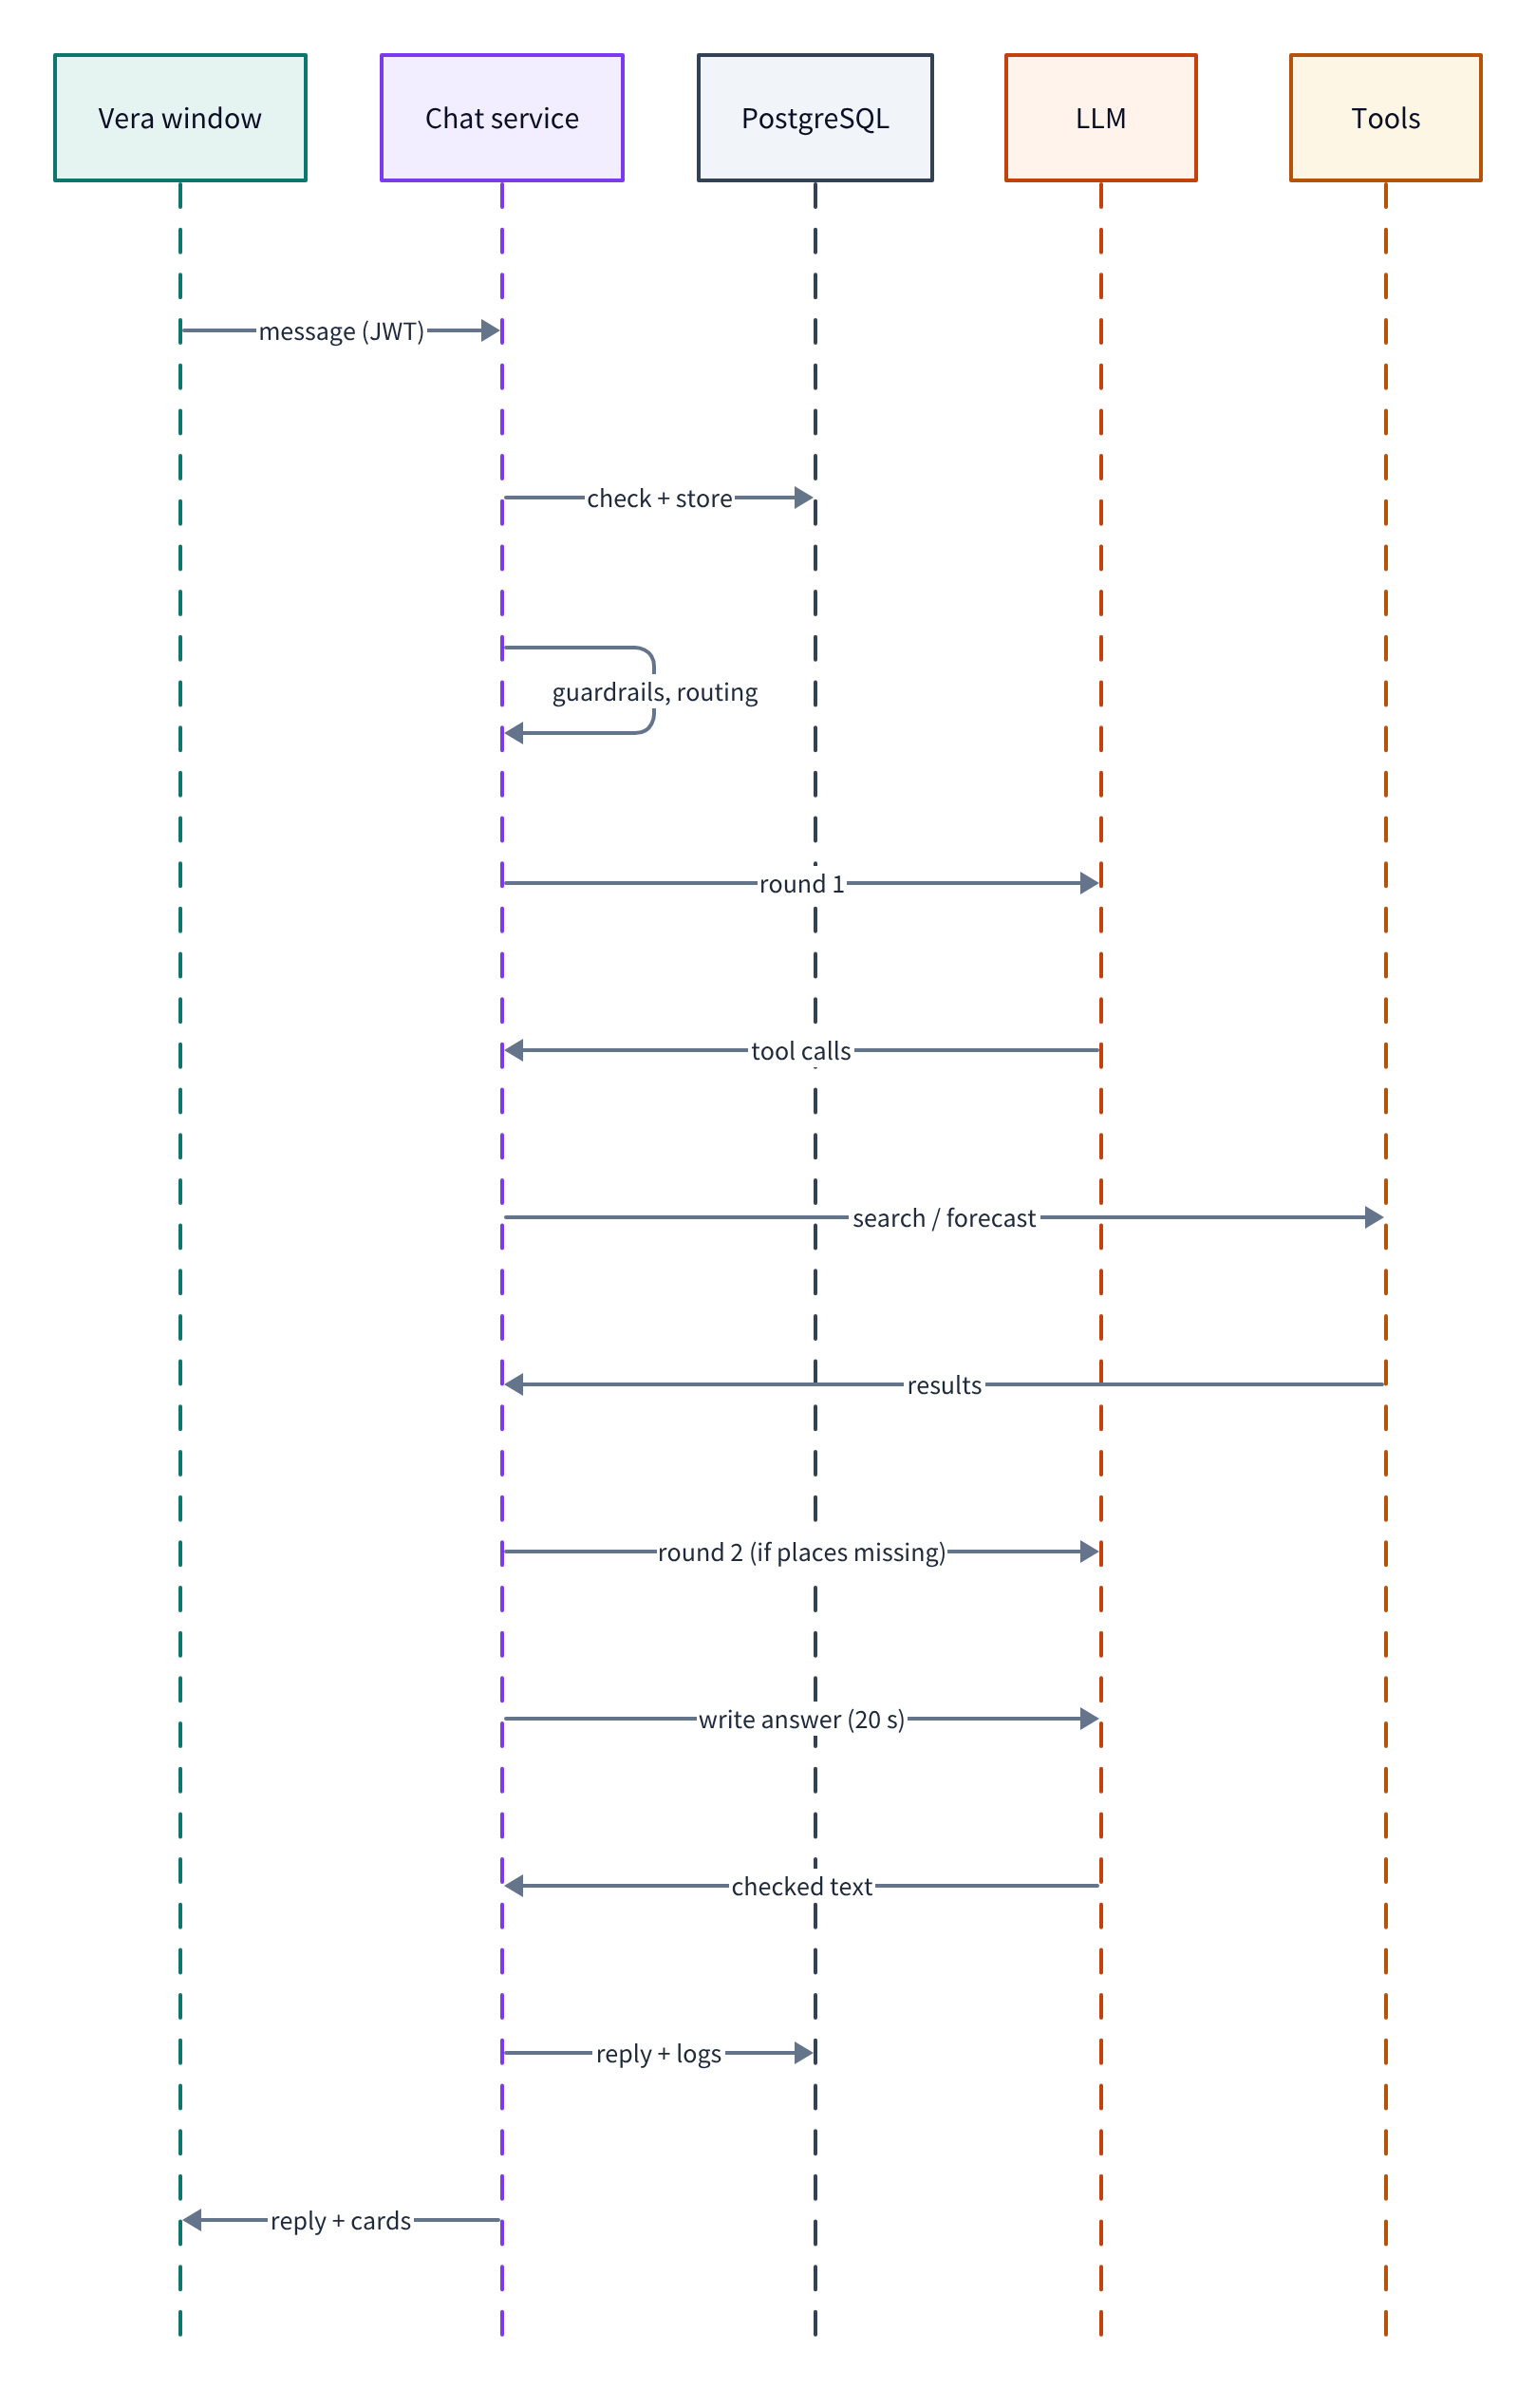 Vera window
Chat service
PostgreSQL
LLM
Tools
message (JWT)
check + store
guardrails, routing
round 1
tool calls
search / forecast
results
round 2 (if places missing)
write answer (20 s)
checked text
reply + logs
reply + cards